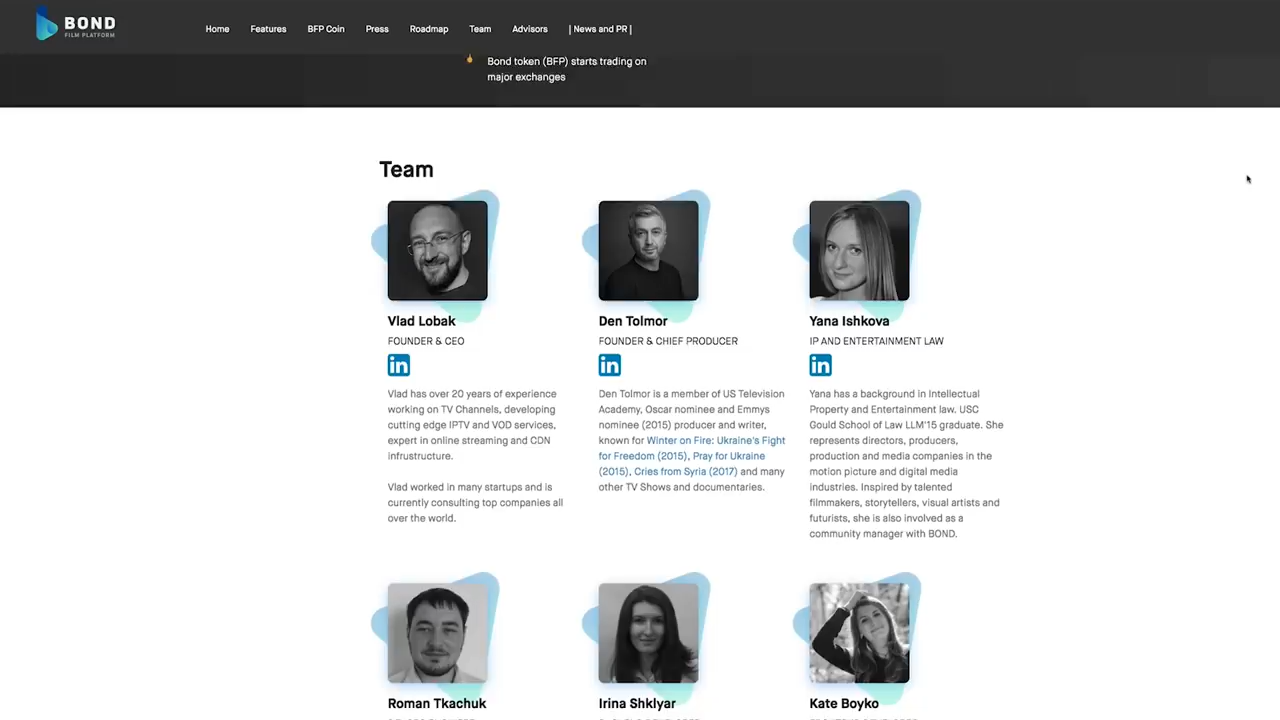 BOND
FILM PLATFORM
Home Features BFP Coin Press Roadmap Team Advisors | News and PR |
Bond token (BFP) starts trading on
major exchanges
Team
Vlad Lobak
FOUNDER & CEO
in
Vlad has over 20 years of experience
working on TV Channels, developing
cutting edge IPTV and VOD services,
expert in online streaming and CDN
infrustructure.
Vlad worked in many startups and is
currently consulting top companies all
over the world.
Den Tolmor
FOUNDER & CHIEF PRODUCER
in
Den Tolmor is a member of US Television
Academy, Oscar nominee and Emmys
nominee (2015) producer and writer,
known for Winter on Fire: Ukraine's Fight
for Freedom (2015), Pray for Ukraine
(2015), Cries from Syria (2017) and many
other TV Shows and documentaries.
Yana Ishkova
IP AND ENTERTAINMENT LAW
in
Yana has a background in Intellectual
Property and Entertainment law. USC
Gould School of Law LLM'15 graduate. She
represents directors, producers,
production and media companies in the
motion picture and digital media
industries. Inspired by talented
filmmakers, storytellers, visual artists and
futurists, she is also involved as a
community manager with BOND.
Roman Tkachuk
Irina Shklyar
Kate Boyko